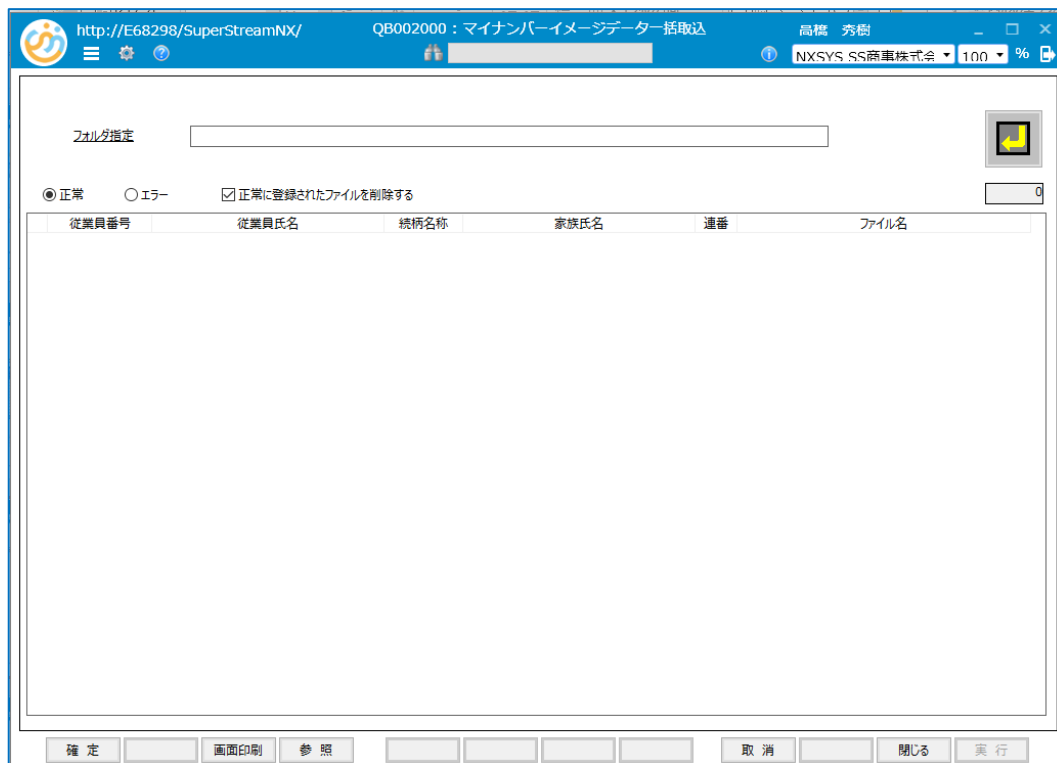 http://E68298/SuperStreamNX/ QB002000：マイナンバーイメージデータ一括取込 高橋 秀樹
NXSYS SS商事株式会 100 %
フォルダ指定
正常 エラー 正常に登録されたファイルを削除する 0
従業員番号 従業員氏名 続柄名称 家族氏名 連番 ファイル名
確 定 画面印刷 参 照 取 消 閉じる 実 行